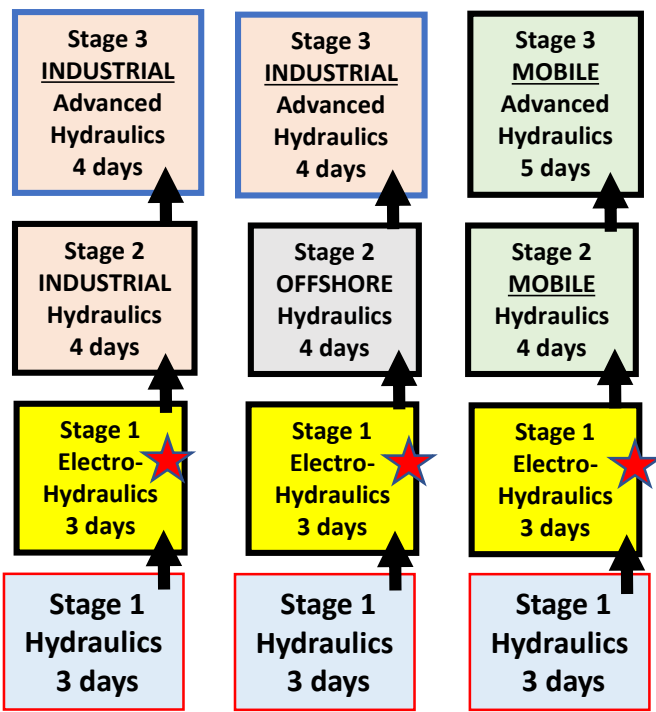 Stage 3
INDUSTRIAL
Advanced
Hydraulics
4 days
Stage 3
INDUSTRIAL
Advanced
Hydraulics
4 days
Stage 3
MOBILE
Advanced
Hydraulics
5 days
Stage 2
INDUSTRIAL
Hydraulics
4 days
Stage 2
OFFSHORE
Hydraulics
4 days
Stage 2
MOBILE
Hydraulics
4 days
Stage 1
Electro-
Hydraulics
3 days
Stage 1
Electro-
Hydraulics
3 days
Stage 1
Electro-
Hydraulics
3 days
Stage 1
Hydraulics
3 days
Stage 1
Hydraulics
3 days
Stage 1
Hydraulics
3 days